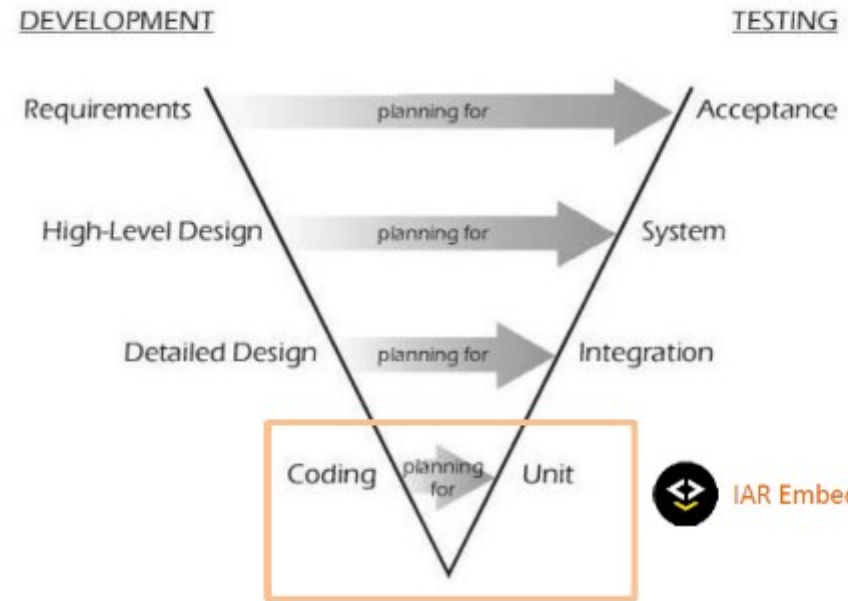 DEVELOPMENT
TESTING
Requirements
planning for
Acceptance
High-Level Design
planning for
System
Detailed Design
planning for
Integration
Coding
planning
for
Unit
IAR Embe